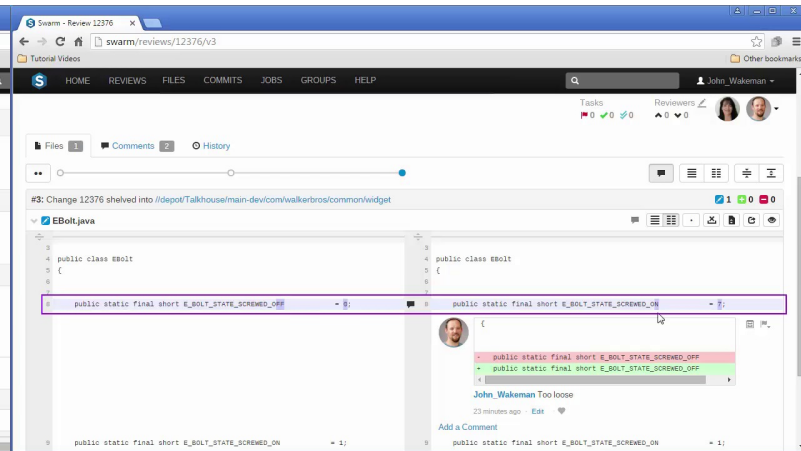 Swarm - Review 12376
swarm/reviews/12376/v3
Tutorial Videos
Other bookmarks
HOME REVIEWS FILES COMMITS JOBS GROUPS HELP
John_Wakeman
Tasks
Reviewers
0 0 0
0 0
Files 1
Comments 2
History
#3: Change 12376 shelved into //depot/Talkhouse/main-dev/com/walkerbros/common/widget
1 0 0
EBolt.java
3
4 public class EBolt
5 {
6
7
8 public static final short E_BOLT_STATE_SCREWED_OFF = 0;
9 public static final short E_BOLT_STATE_SCREWED_ON = 1;
3
4 public class EBolt
5 {
6
7
8 public static final short E_BOLT_STATE_SCREWED_ON = 7;
{
- public static final short E_BOLT_STATE_SCREWED_OFF
+ public static final short E_BOLT_STATE_SCREWED_OFF
John_Wakeman Too loose
23 minutes ago · Edit ·
Add a Comment
9 public static final short E_BOLT_STATE_SCREWED_ON = 1;